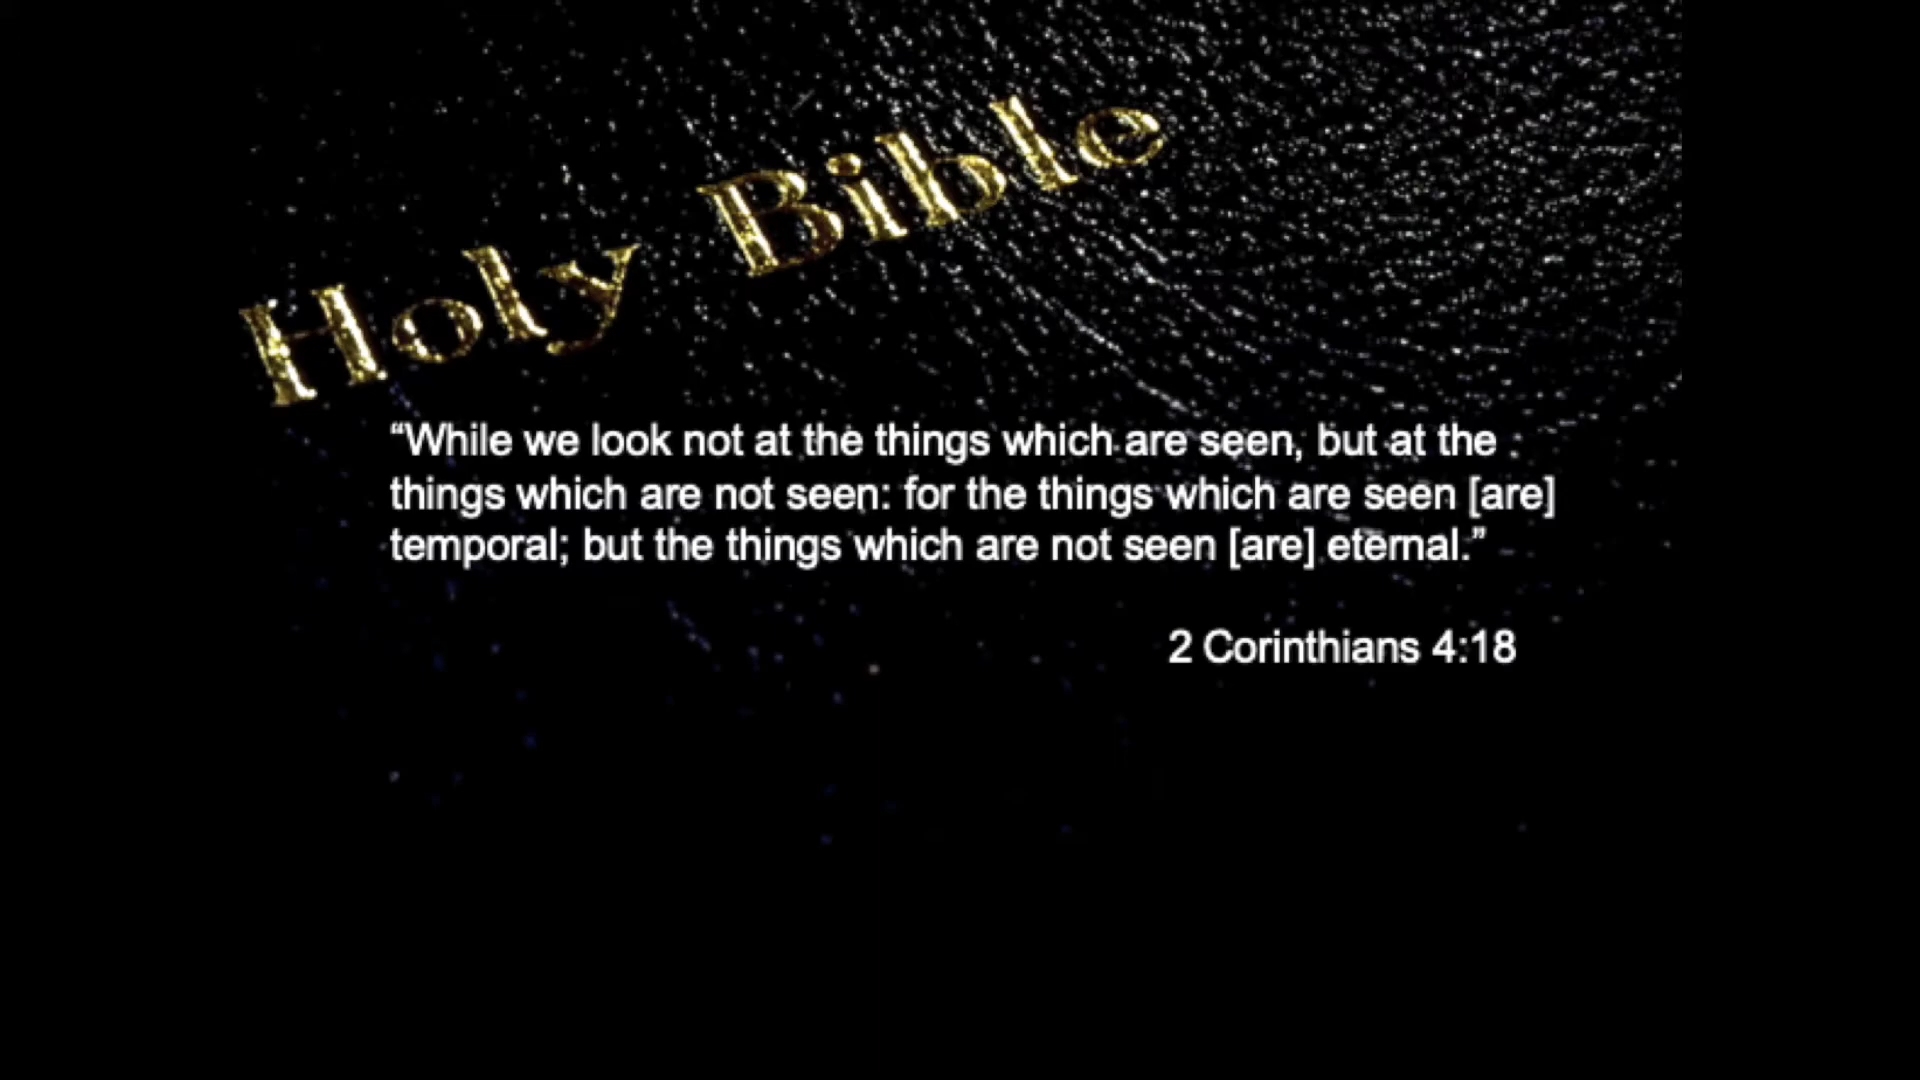 Holy Bible
“While we look not at the things which are seen, but at the
things which are not seen: for the things which are seen [are]
temporal; but the things which are not seen [are] eternal.”
2 Corinthians 4:18